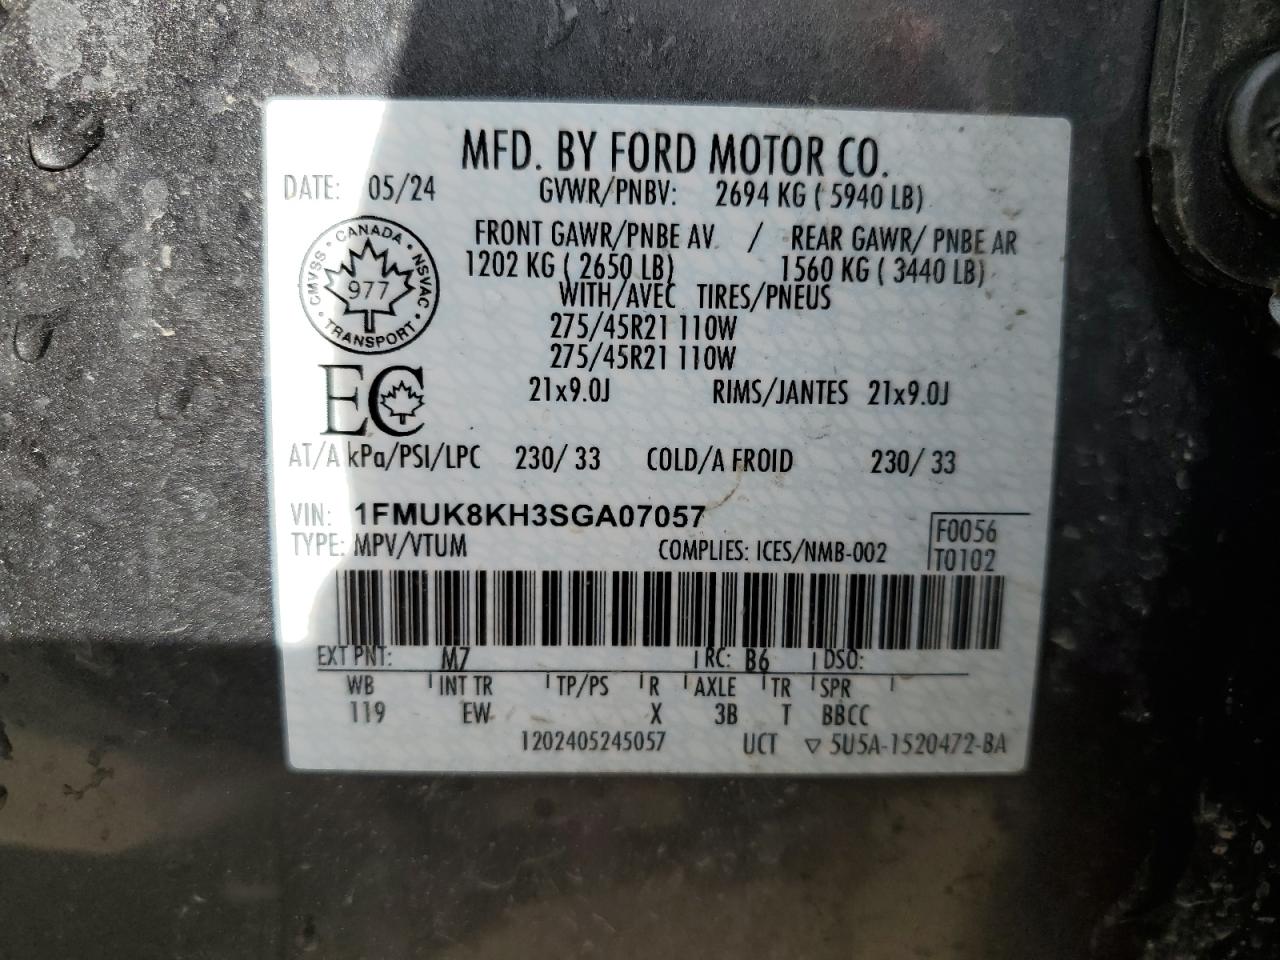 MFD. BY FORD MOTOR CO.
DATE: 05/24 GVWR/PNBV: 2694 KG ( 5940 LB)
FRONT GAWR/PNBE AV / REAR GAWR/ PNBE AR
1202 KG ( 2650 LB) 1560 KG ( 3440 LB)
WITH/AVEC TIRES/PNEUS
275/45R21 110W
275/45R21 110W
21x9.0J RIMS/JANTES 21x9.0J
CMVSS · CANADA · NSVAC · TRANSPORT ·
977
EC
AT/A kPa/PSI/LPC 230/ 33 COLD/A FROID 230/ 33
VIN: 1FMUK8KH3SGA07057
TYPE: MPV/VTUM COMPLIES: ICES/NMB-002
F0056
T0102
EXT PNT: M7 RC: B6 DSO:
WB INT TR TP/PS R AXLE TR SPR
119 EW X 3B T BBCC
1202405245057 UCT ▽ 5U5A-1520472-BA